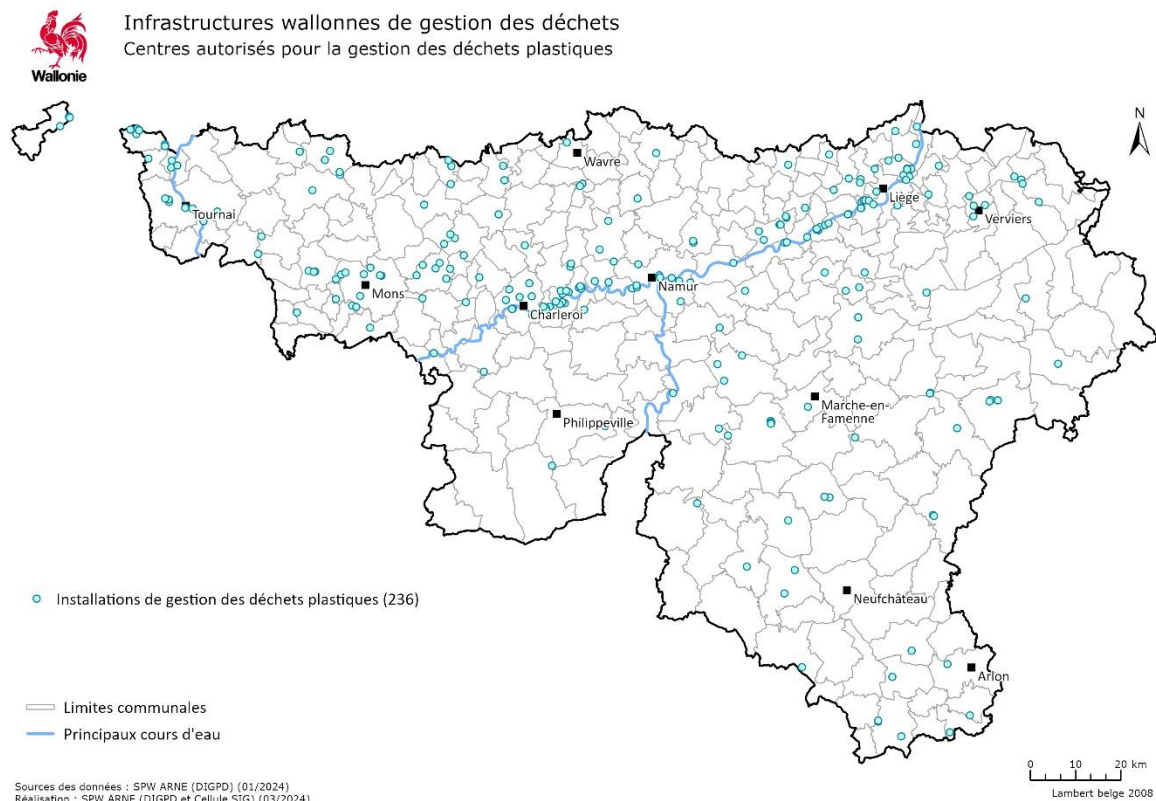 Infrastructures wallonnes de gestion des déchets
Centres autorisés pour la gestion des déchets plastiques
Wallonie
N
Wavre
Liège
Tournai
Verviers
Mons
Namur
Charleroi
Marche-en-
Famenne
Philippeville
Installations de gestion des déchets plastiques (236)
Neufchâteau
Arlon
Limites communales
Principaux cours d'eau
0 10 20 km
Lambert belge 2008
Sources des données : SPW ARNE (DIGPD) (01/2024)
Réalisation : SPW ARNE (DIGPD et Cellule SIG) (03/2024)